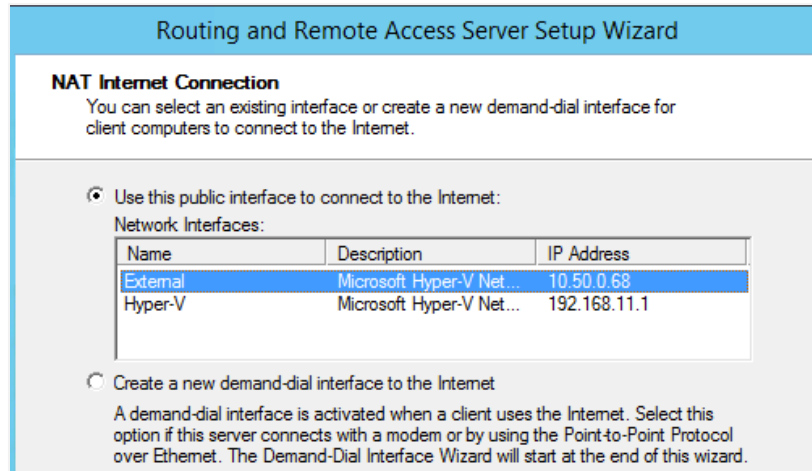 Routing and Remote Access Server Setup Wizard
NAT Internet Connection
You can select an existing interface or create a new demand-dial interface for
client computers to connect to the Internet.
Use this public interface to connect to the Internet:
Network Interfaces:
Name Description IP Address
External Microsoft Hyper-V Net... 10.50.0.68
Hyper-V Microsoft Hyper-V Net... 192.168.11.1
Create a new demand-dial interface to the Internet
A demand-dial interface is activated when a client uses the Internet. Select this
option if this server connects with a modem or by using the Point-to-Point Protocol
over Ethernet. The Demand-Dial Interface Wizard will start at the end of this wizard.